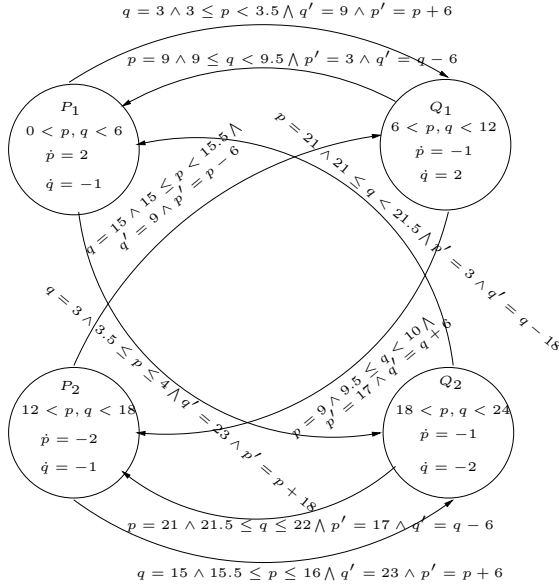 q = 3 ∧ 3 ≤ p < 3.5 ⋀ q′ = 9 ∧ p′ = p + 6
p = 9 ∧ 9 ≤ q < 9.5 ⋀ p′ = 3 ∧ q′ = q − 6
P₁
0 < p, q < 6
ṗ = 2
q̇ = −1
Q₁
6 < p, q < 12
ṗ = −1
q̇ = 2
q = 15 ∧ 15 ≤ p < 15.5 ⋀
q′ = 9 ∧ p′ = p − 6
p = 21 ∧ 21 ≤ q < 21.5 ⋀ p′ = 3 ∧ q′ = q − 18
q = 3 ∧ 3.5 ≤ p ≤ 4 ⋀ q′ = 23 ∧ p′ = p + 18
p = 9 ∧ 9.5 ≤ q < 10 ⋀
p′ = 17 ∧ q′ = q + 6
P₂
12 < p, q < 18
ṗ = −2
q̇ = −1
Q₂
18 < p, q < 24
ṗ = −1
q̇ = −2
p = 21 ∧ 21.5 ≤ q ≤ 22 ⋀ p′ = 17 ∧ q′ = q − 6
q = 15 ∧ 15.5 ≤ p ≤ 16 ⋀ q′ = 23 ∧ p′ = p + 6